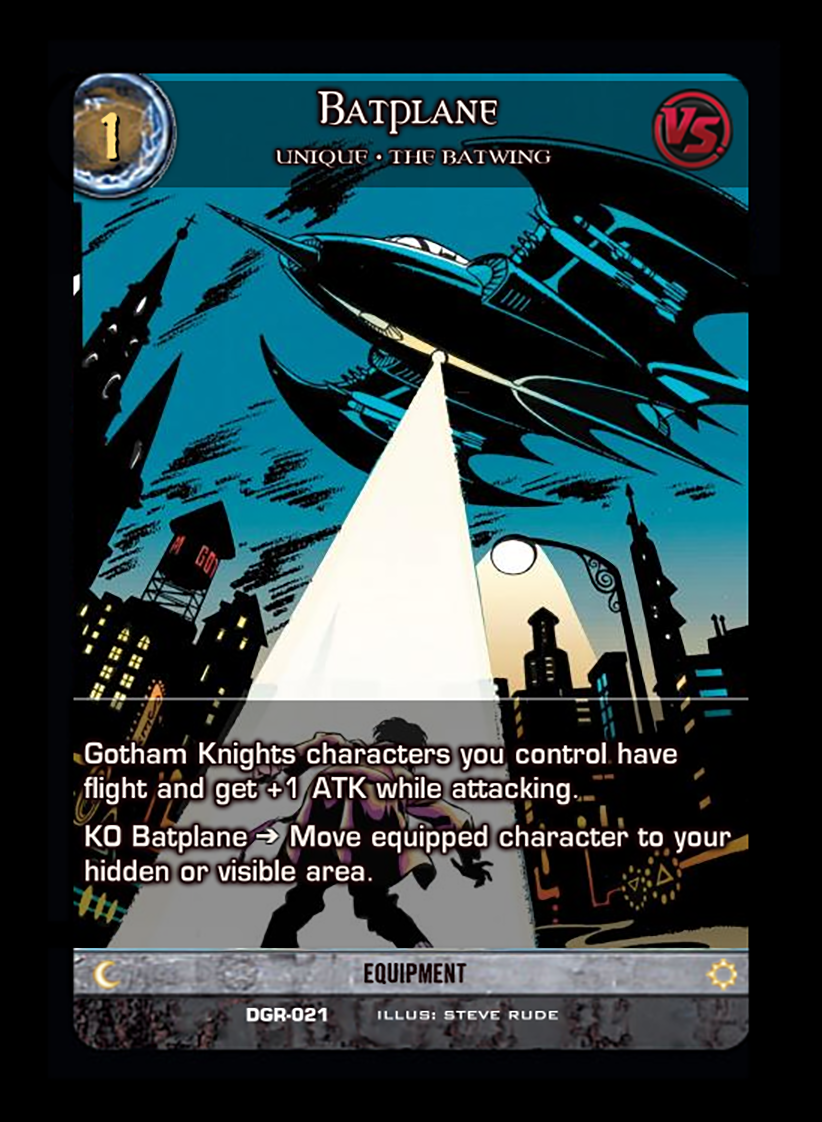 1
BATPLANE
VS.
UNIQUE • THE BATWING
GO
Gotham Knights characters you control have
flight and get +1 ATK while attacking.
KO Batplane → Move equipped character to your
hidden or visible area.
EQUIPMENT
DGR-021 ILLUS: STEVE RUDE